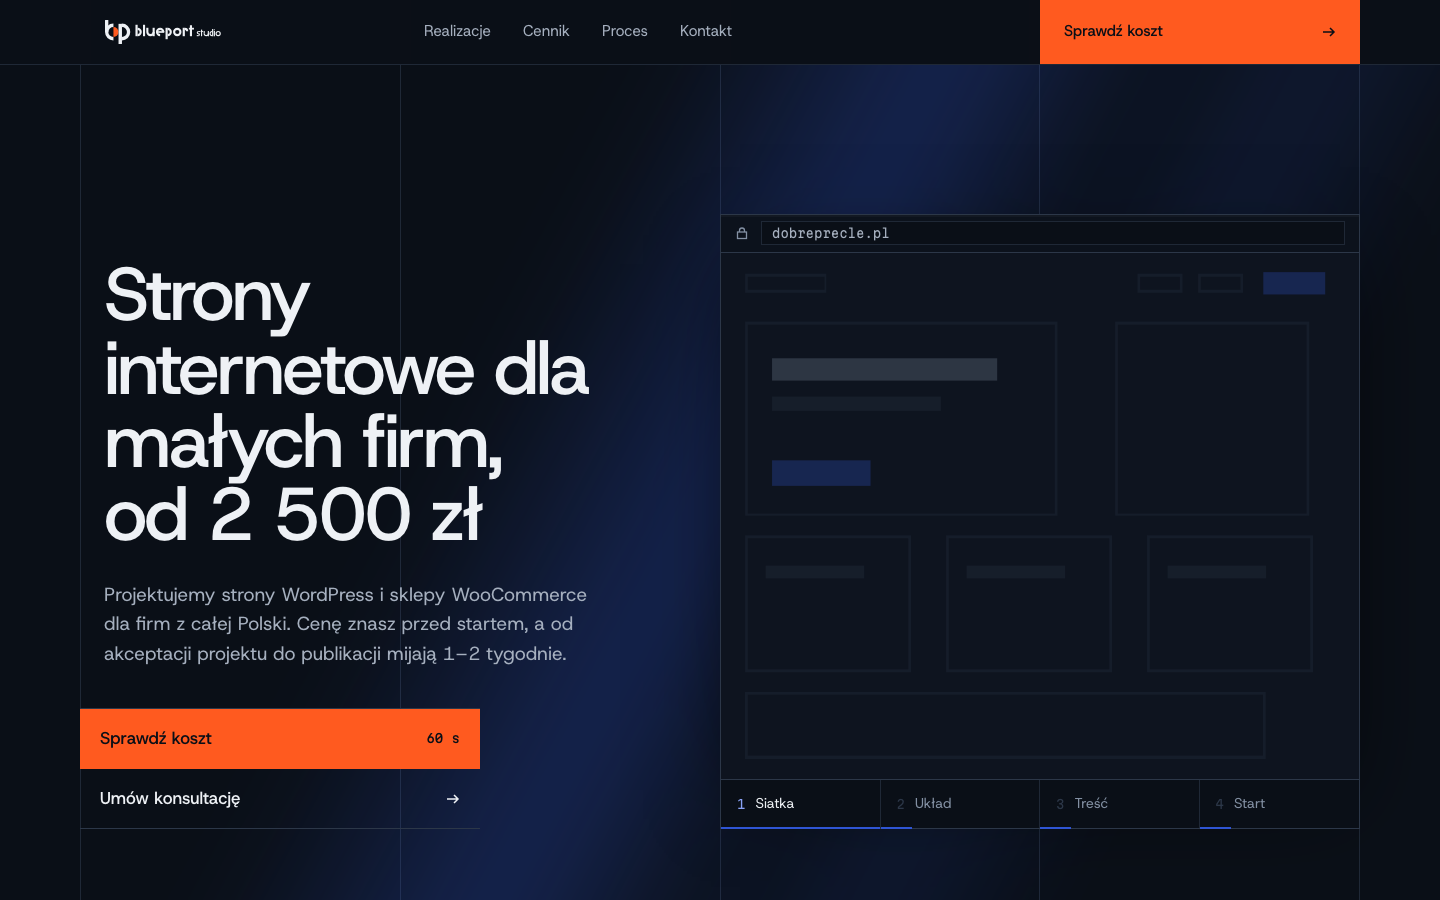 blueport studio
Realizacje
Cennik
Proces
Kontakt
Sprawdź koszt
dobreprecle.pl
Strony
internetowe dla
małych firm,
od 2 500 zł
Projektujemy strony WordPress i sklepy WooCommerce
dla firm z całej Polski. Cenę znasz przed startem, a od
akceptacji projektu do publikacji mijają 1–2 tygodnie.
Sprawdź koszt 60 s
Umów konsultację
1 Siatka
2 Układ
3 Treść
4 Start